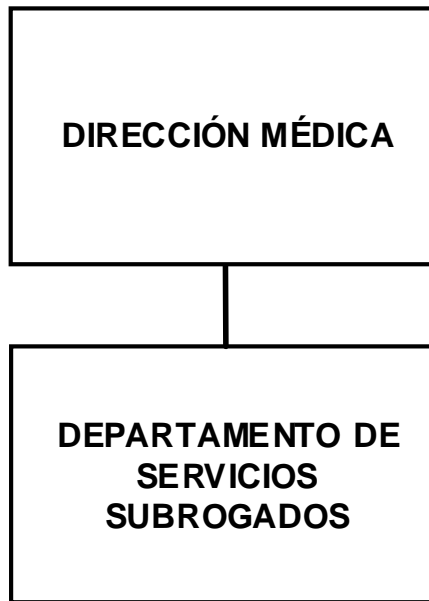 DIRECCIÓN MÉDICA
DEPARTAMENTO DE
SERVICIOS
SUBROGADOS